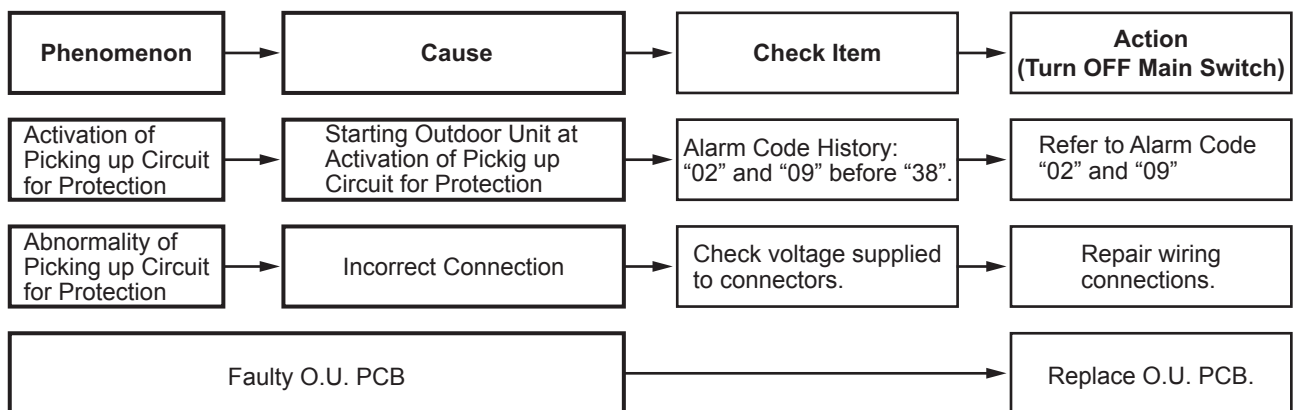 Phenomenon
Cause
Check Item
Action
(Turn OFF Main Switch)
Activation of
Picking up Circuit
for Protection
Starting Outdoor Unit at
Activation of Pickig up
Circuit for Protection
Alarm Code History:
“02” and “09” before “38”.
Refer to Alarm Code
“02” and “09”
Abnormality of
Picking up Circuit
for Protection
Incorrect Connection
Check voltage supplied
to connectors.
Repair wiring
connections.
Faulty O.U. PCB
Replace O.U. PCB.